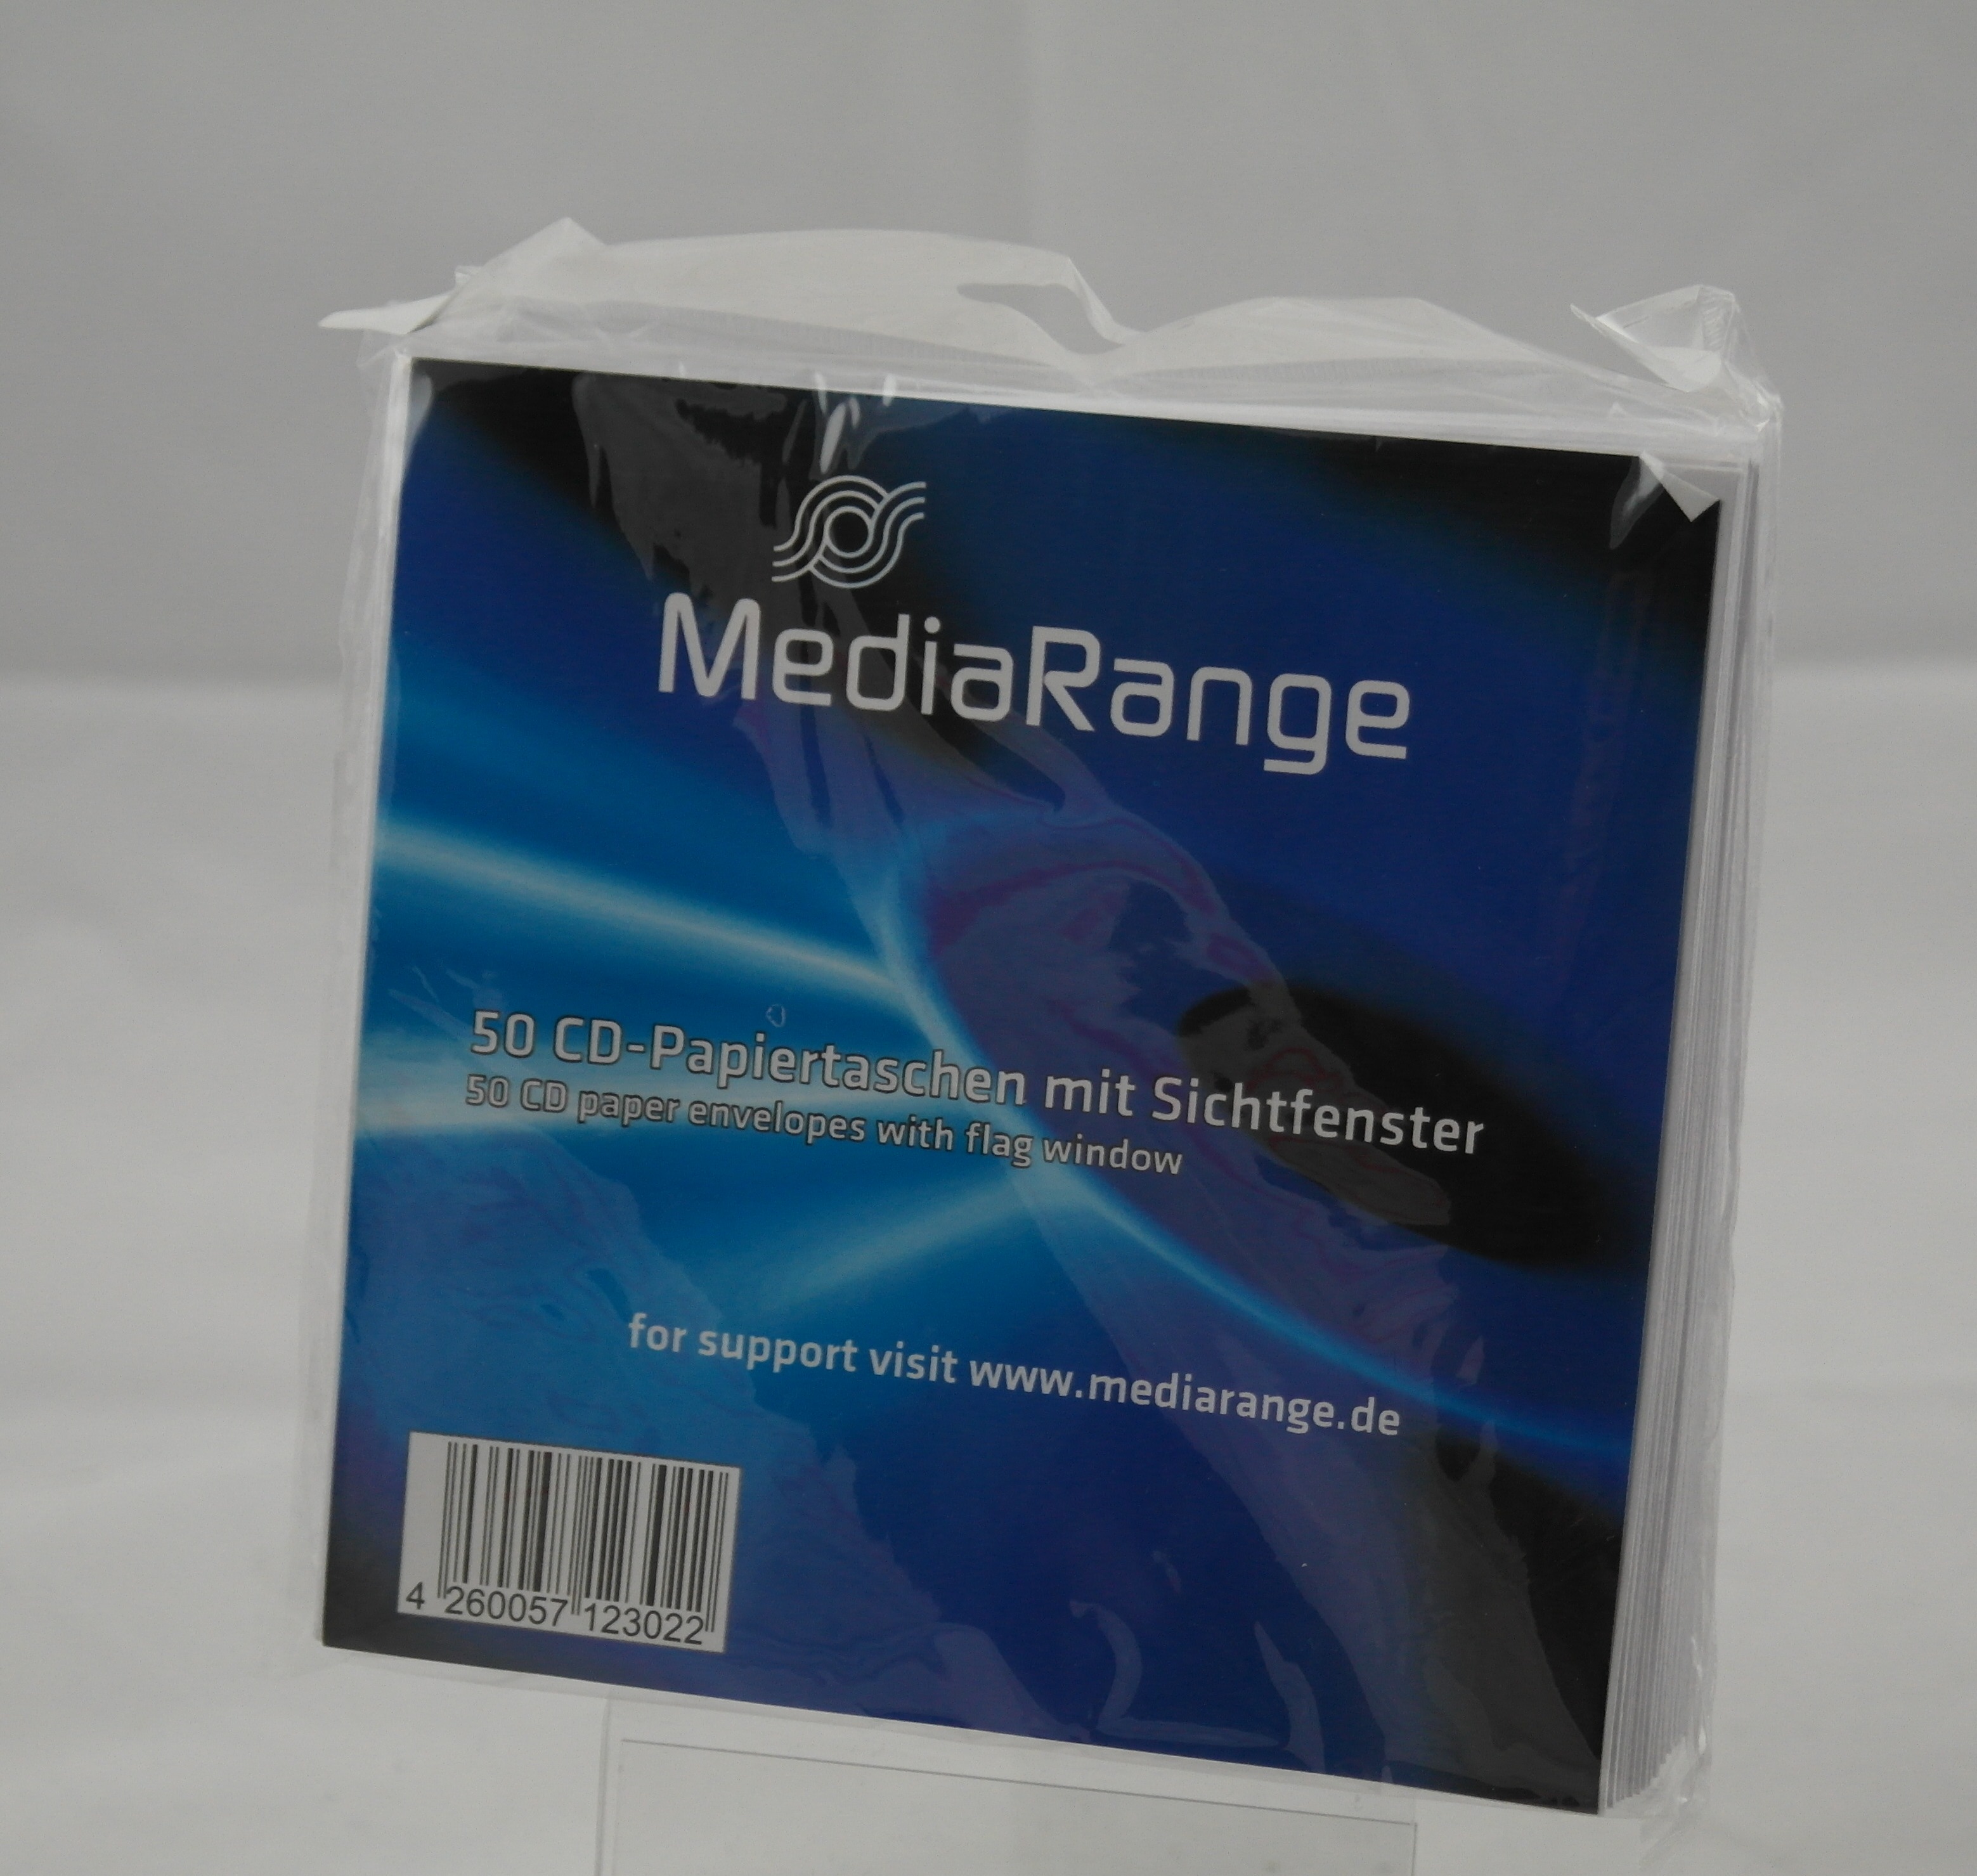 MediaRange
50 CD-Papiertaschen mit Sichtfenster
50 CD paper envelopes with flag window
for support visit www.mediarange.de
4 260057 123022